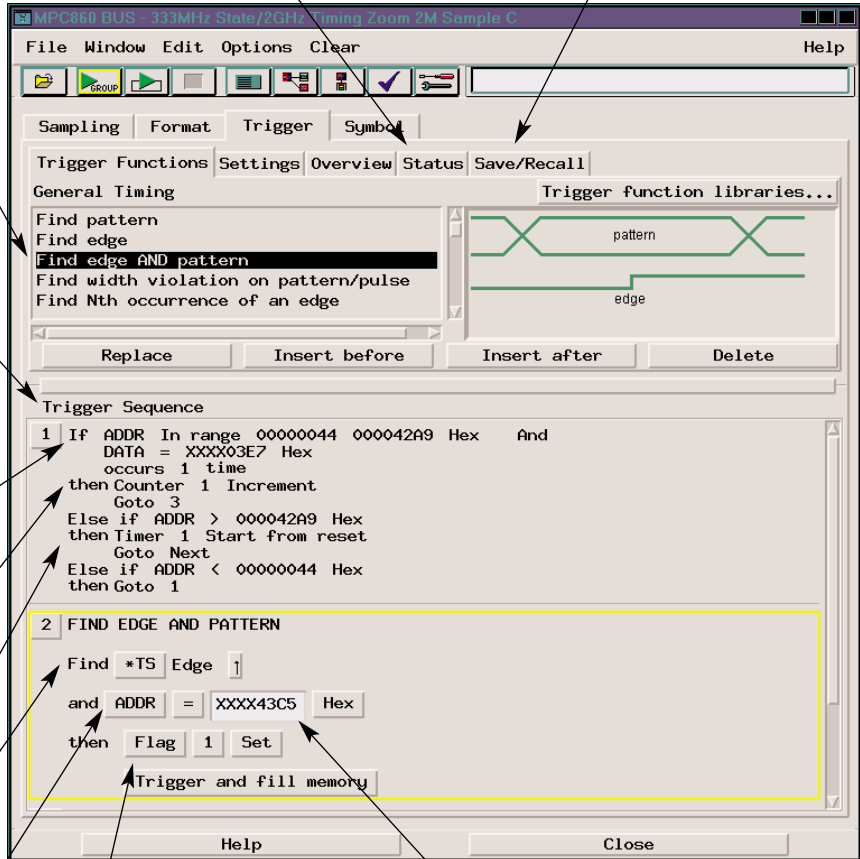 MPC860 BUS - 333MHz State/2GHz Timing Zoom 2M Sample C
File Window Edit Options Clear Help
GROUP
Sampling Format Trigger Symbol
Trigger Functions Settings Overview Status Save/Recall
General Timing Trigger function libraries...
Find pattern
Find edge
Find edge AND pattern
Find width violation on pattern/pulse
Find Nth occurrence of an edge
pattern
edge
Replace Insert before Insert after Delete
Trigger Sequence
1 If ADDR In range 00000044 000042A9 Hex And
DATA = XXXX03E7 Hex
occurs 1 time
then Counter 1 Increment
Goto 3
Else if ADDR > 000042A9 Hex
then Timer 1 Start from reset
Goto Next
Else if ADDR < 00000044 Hex
then Goto 1
2 FIND EDGE AND PATTERN
Find *TS Edge ↑
and ADDR = XXXX43C5 Hex
then Flag 1 Set
Trigger and fill memory
Help Close